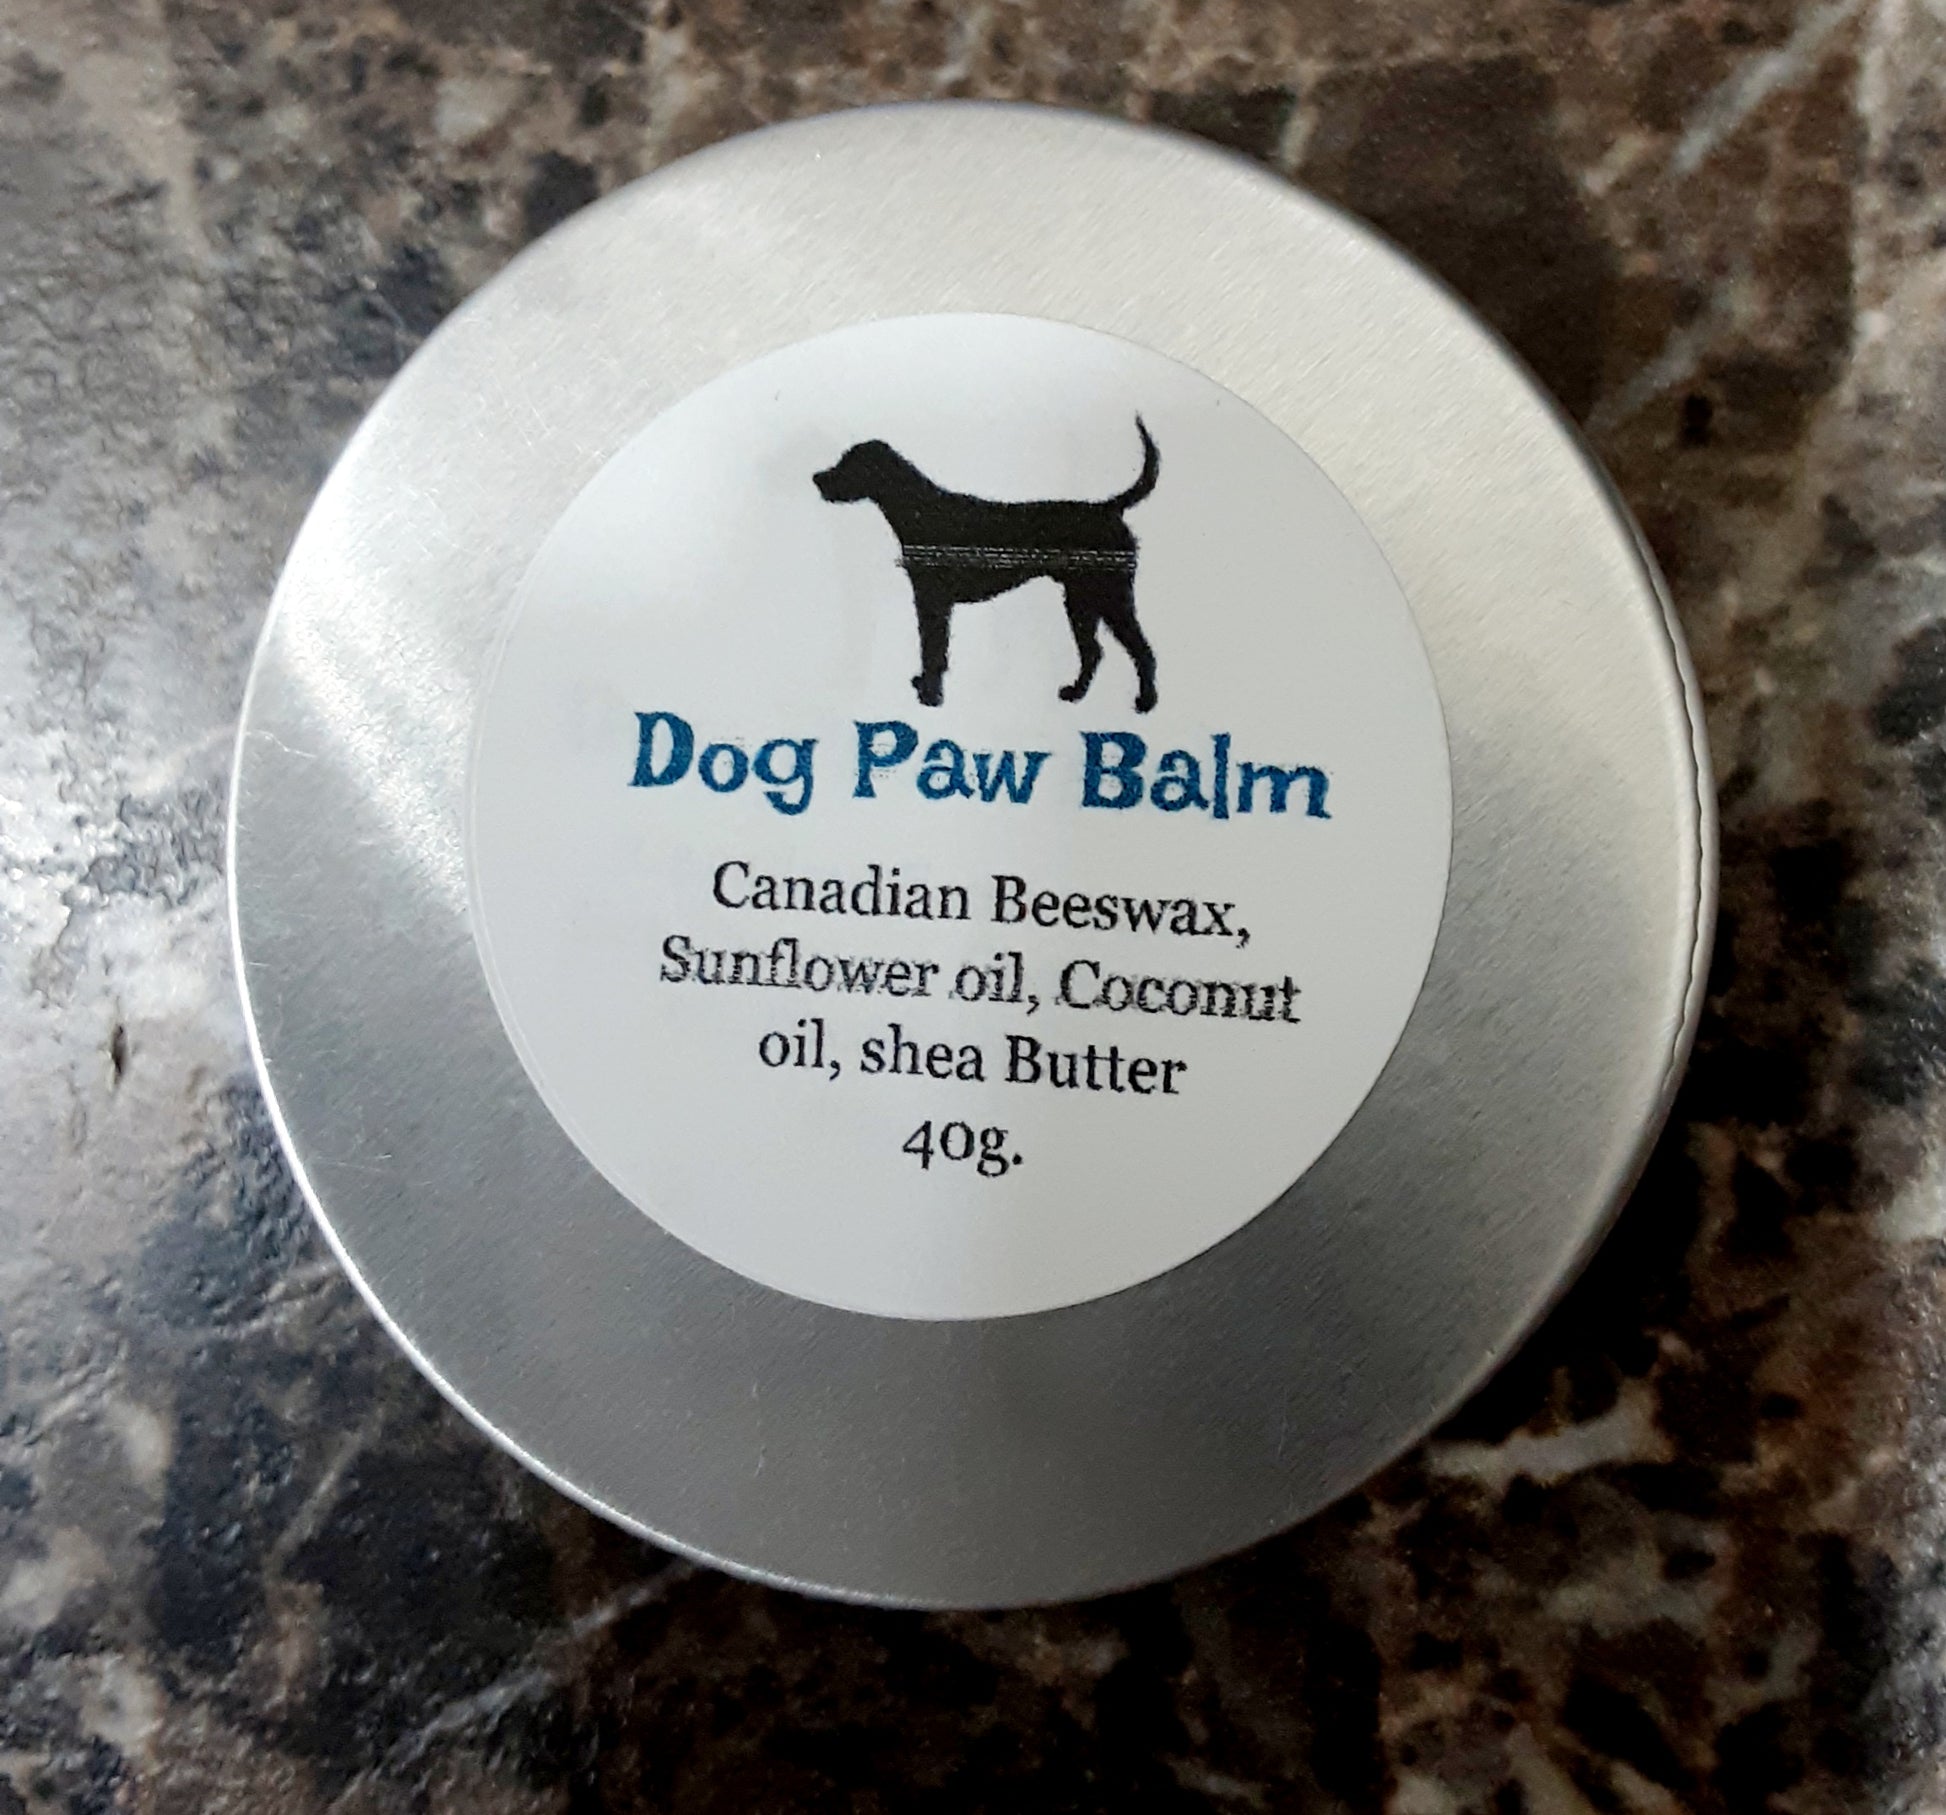 Dog Paw Balm
Canadian Beeswax,
Sunflower oil, Coconut
oil, shea Butter
40g.